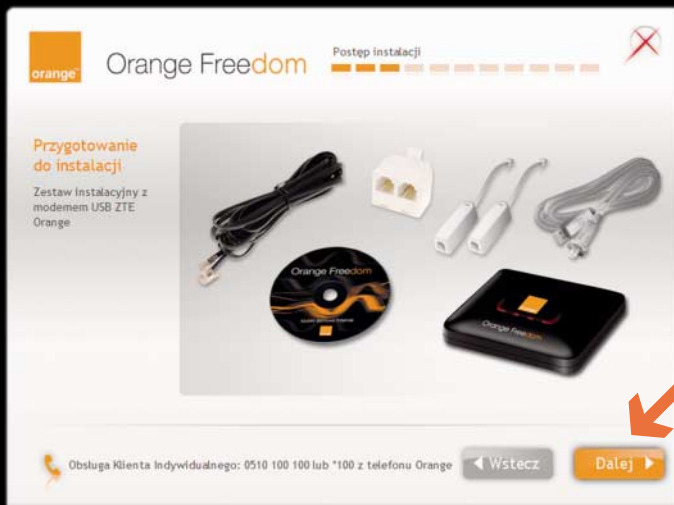 orange™
Orange Freedom
Postęp instalacji
Przygotowanie
do instalacji
Zestaw instalacyjny z
modemem USB ZTE
Orange
Orange Freedom
Orange Freedom
Obsługa Klienta Indywidualnego: 0510 100 100 lub *100 z telefonu Orange
Wstecz
Dalej